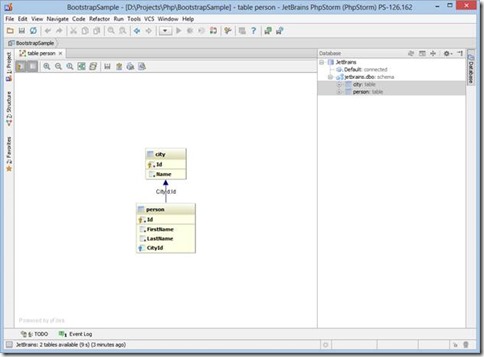 BootstrapSample - [D:\Projects\Php\BootstrapSample] - table person - JetBrains PhpStorm (PhpStorm) PS-126.162
File Edit View Navigate Code Refactor Run Tools VCS Window Help
BootstrapSample
table person
Database
1: Project
2: Structure
2: Favorites
Database
JetBrains
Default: connected
jetbrains.dbo: schema
city: table
person: table
city
Id
Name
CityId:Id
person
Id
FirstName
LastName
CityId
Powered by yFiles
TODO
Event Log
JetBrains: 2 tables available (9 s) (3 minutes ago)